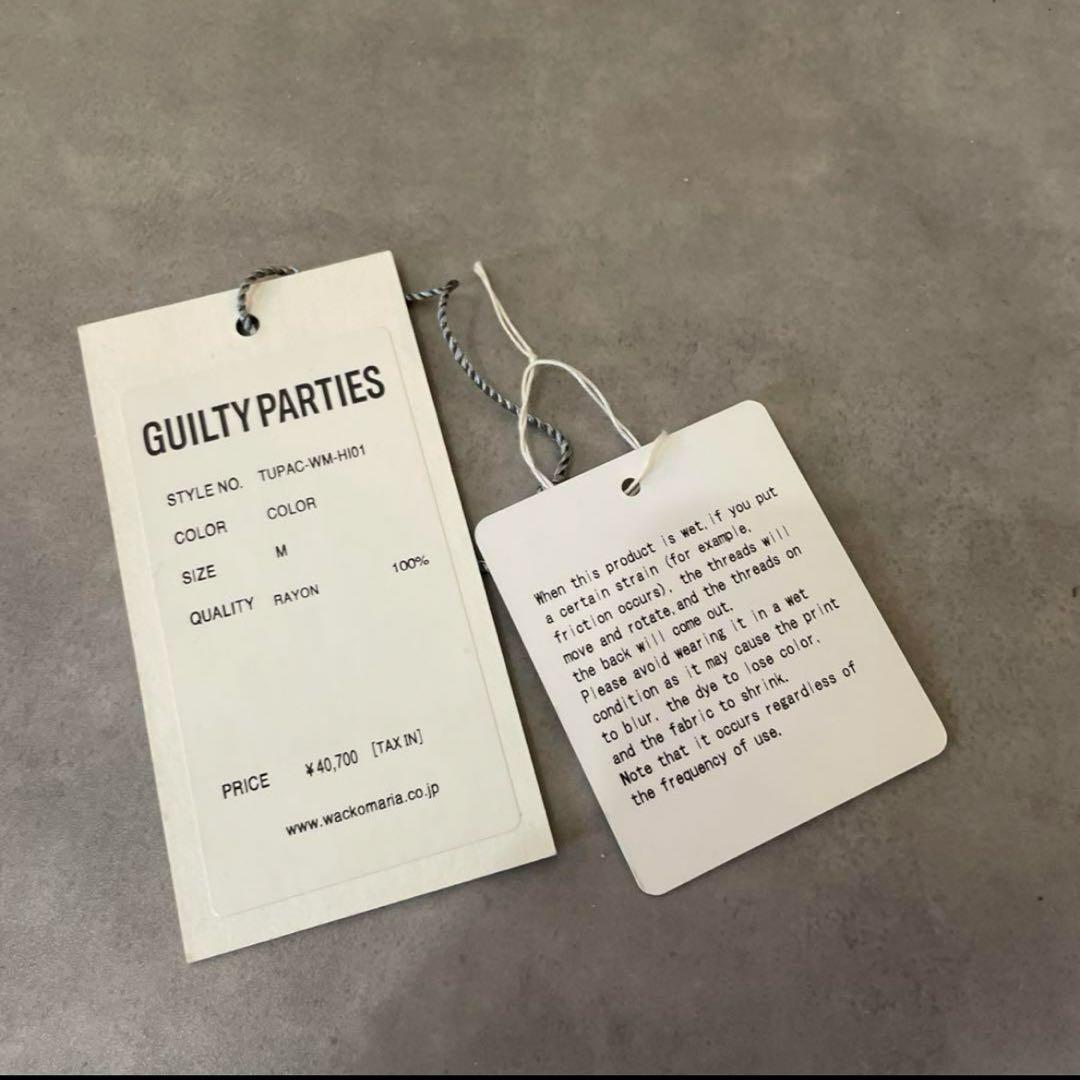 GUILTY PARTIES
STYLE NO. TUPAC-WM-HI01
COLOR COLOR
SIZE M
QUALITY RAYON 100%
PRICE ¥40,700 [TAX IN]
www.wackomaria.co.jp
When this product is wet,if you put
a certain strain (for example,
friction occurs), the threads will
move and rotate,and the threads on
the back will come out.
Please avoid wearing it in a wet
condition as it may cause the print
to blur, the dye to lose color,
and the fabric to shrink.
Note that it occurs regardless of
the frequency of use.